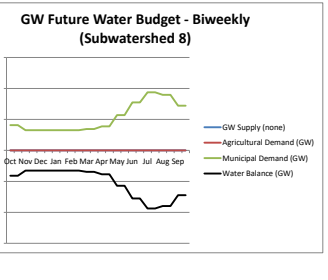 GW Future Water Budget - Biweekly
(Subwatershed 8)
Oct Nov Dec Jan Feb Mar Apr May Jun Jul Aug Sep
GW Supply (none)
Agricultural Demand (GW)
Municipal Demand (GW)
Water Balance (GW)